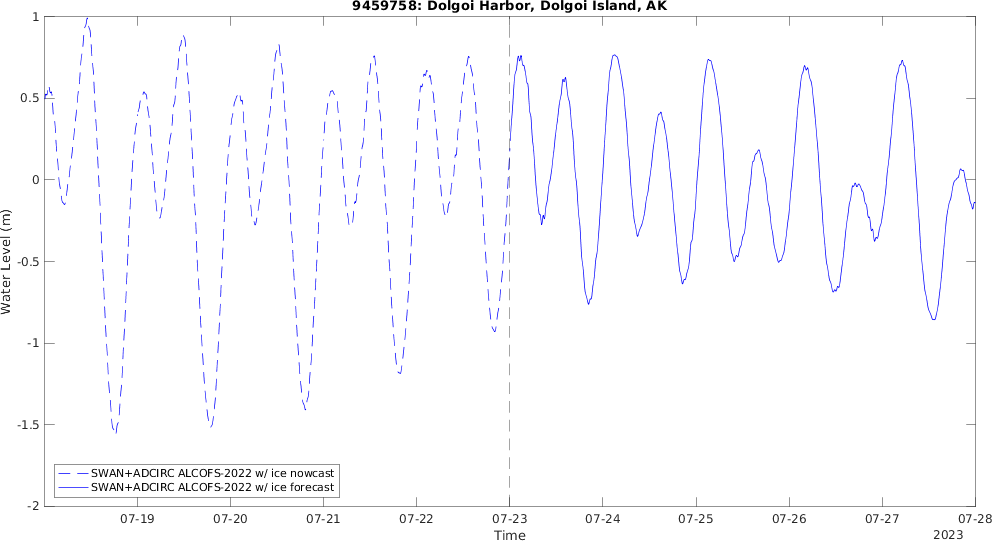 9459758: Dolgoi Harbor, Dolgoi Island, AK
1
0.5
0
-0.5
-1
-1.5
-2
Water Level (m)
SWAN+ADCIRC ALCOFS-2022 w/ ice nowcast
SWAN+ADCIRC ALCOFS-2022 w/ ice forecast
07-19 07-20 07-21 07-22 07-23 07-24 07-25 07-26 07-27 07-28
Time
2023